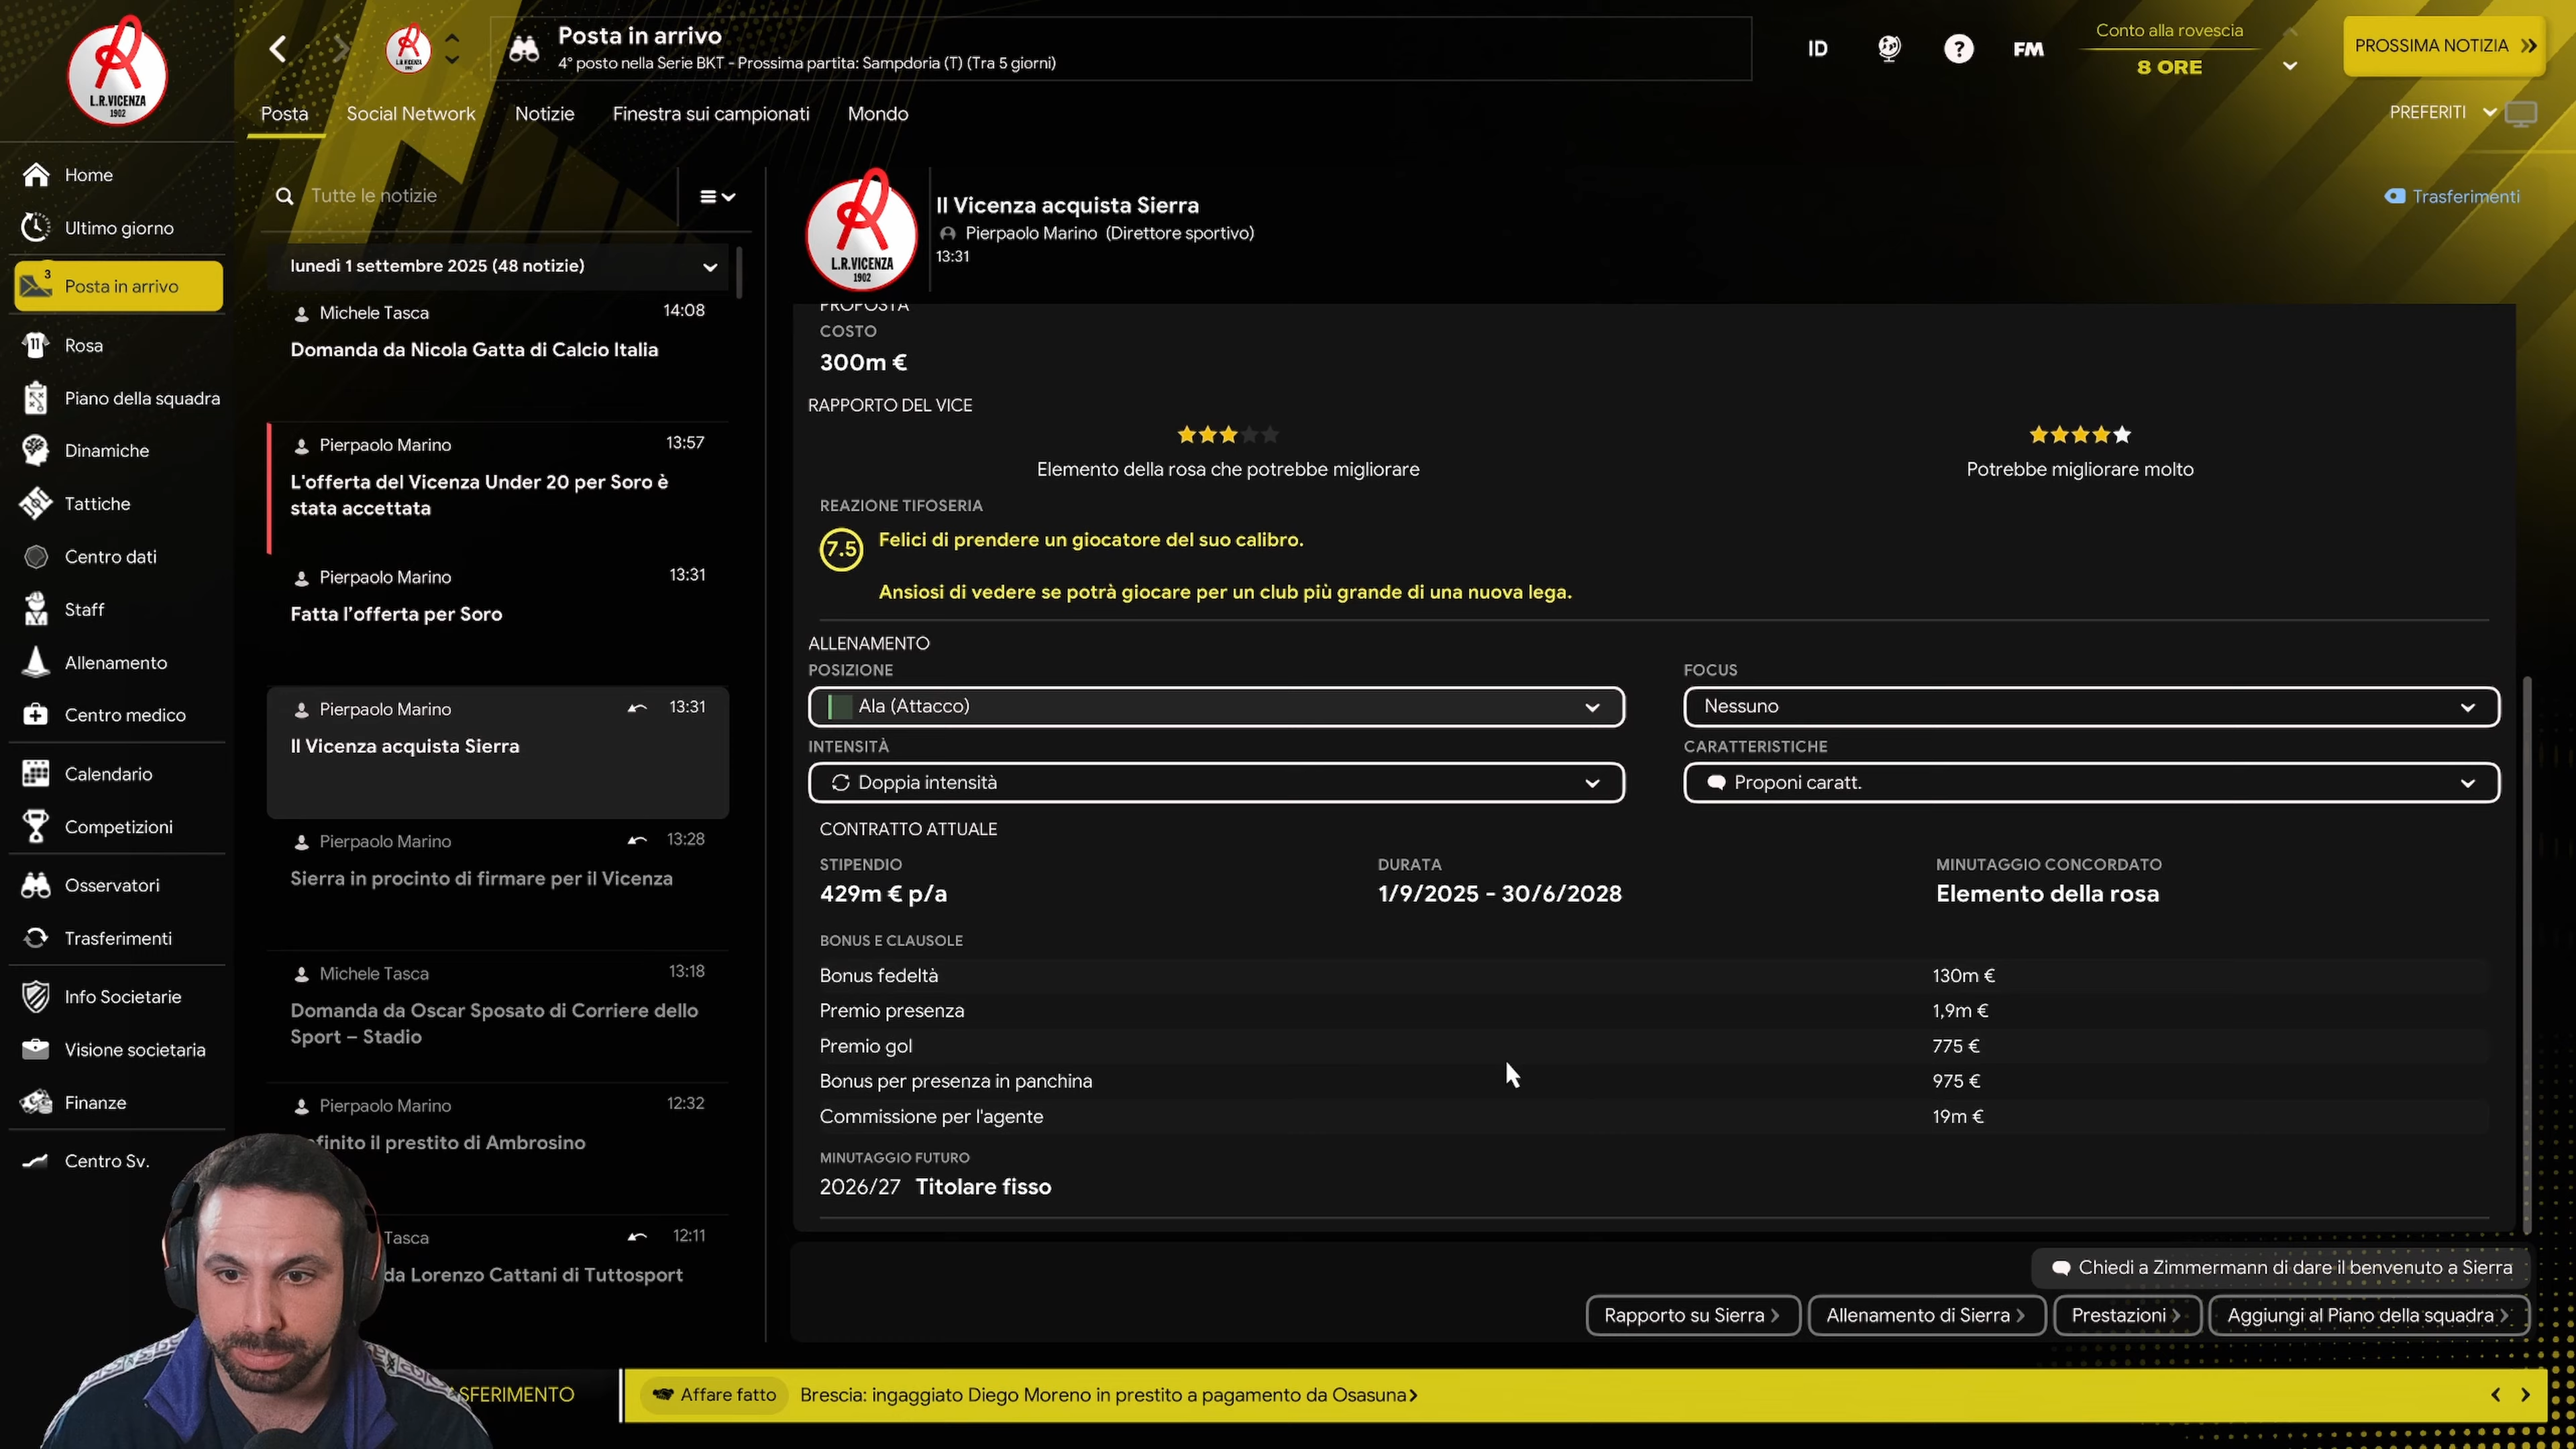 L.R.VICENZA
1902
L.R.VICENZA
Posta in arrivo
4° posto nella Serie BKT - Prossima partita: Sampdoria (T) (Tra 5 giorni)
ID
FM
Conto alla rovescia
8 ORE
PROSSIMA NOTIZIA
Posta
Social Network
Notizie
Finestra sui campionati
Mondo
PREFERITI
Home
Ultimo giorno
3
Posta in arrivo
11
Rosa
Piano della squadra
Dinamiche
Tattiche
Centro dati
Staff
Allenamento
Centro medico
Calendario
Competizioni
Osservatori
Trasferimenti
Info Societarie
Visione societaria
Finanze
Centro Sv.
Tutte le notizie
lunedì 1 settembre 2025 (48 notizie)
Michele Tasca
14:08
Domanda da Nicola Gatta di Calcio Italia
Pierpaolo Marino
13:57
L'offerta del Vicenza Under 20 per Soro è
stata accettata
Pierpaolo Marino
13:31
Fatta l'offerta per Soro
Pierpaolo Marino
13:31
Il Vicenza acquista Sierra
Pierpaolo Marino
13:28
Sierra in procinto di firmare per il Vicenza
Michele Tasca
13:18
Domanda da Oscar Sposato di Corriere dello
Sport – Stadio
Pierpaolo Marino
12:32
finito il prestito di Ambrosino
Tasca
12:11
da Lorenzo Cattani di Tuttosport
L.R.VICENZA
1902
Il Vicenza acquista Sierra
Pierpaolo Marino (Direttore sportivo)
13:31
Trasferimenti
PROPOSTA
COSTO
300m €
RAPPORTO DEL VICE
Elemento della rosa che potrebbe migliorare
Potrebbe migliorare molto
REAZIONE TIFOSERIA
7.5
Felici di prendere un giocatore del suo calibro.
Ansiosi di vedere se potrà giocare per un club più grande di una nuova lega.
ALLENAMENTO
POSIZIONE
Ala (Attacco)
FOCUS
Nessuno
INTENSITÀ
Doppia intensità
CARATTERISTICHE
Proponi caratt.
CONTRATTO ATTUALE
STIPENDIO
429m € p/a
DURATA
1/9/2025 - 30/6/2028
MINUTAGGIO CONCORDATO
Elemento della rosa
BONUS E CLAUSOLE
Bonus fedeltà
130m €
Premio presenza
1,9m €
Premio gol
775 €
Bonus per presenza in panchina
975 €
Commissione per l'agente
19m €
MINUTAGGIO FUTURO
2026/27 Titolare fisso
Chiedi a Zimmermann di dare il benvenuto a Sierra
Rapporto su Sierra
Allenamento di Sierra
Prestazioni
Aggiungi al Piano della squadra
SFERIMENTO
Affare fatto
Brescia: ingaggiato Diego Moreno in prestito a pagamento da Osasuna